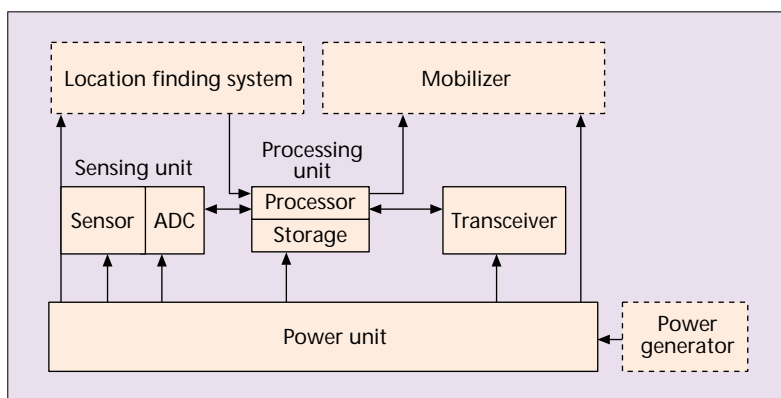 Location finding system
Mobilizer
Sensing unit
Processing
unit
Sensor
ADC
Processor
Storage
Transceiver
Power unit
Power
generator